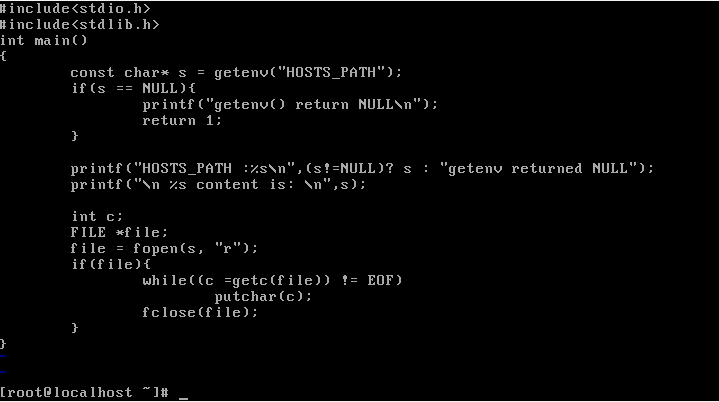 #include<stdio.h>
#include<stdlib.h>
int main()
{
        const char* s = getenv("HOSTS_PATH");
        if(s == NULL){
                printf("getenv() return NULL\n");
                return 1;
        }

        printf("HOSTS_PATH :%s\n",(s!=NULL)? s : "getenv returned NULL");
        printf("\n %s content is: \n",s);

        int c;
        FILE *file;
        file = fopen(s, "r");
        if(file){
                while((c =getc(file)) != EOF)
                        putchar(c);
                fclose(file);
        }
}
~
~
[root@localhost ~]# _